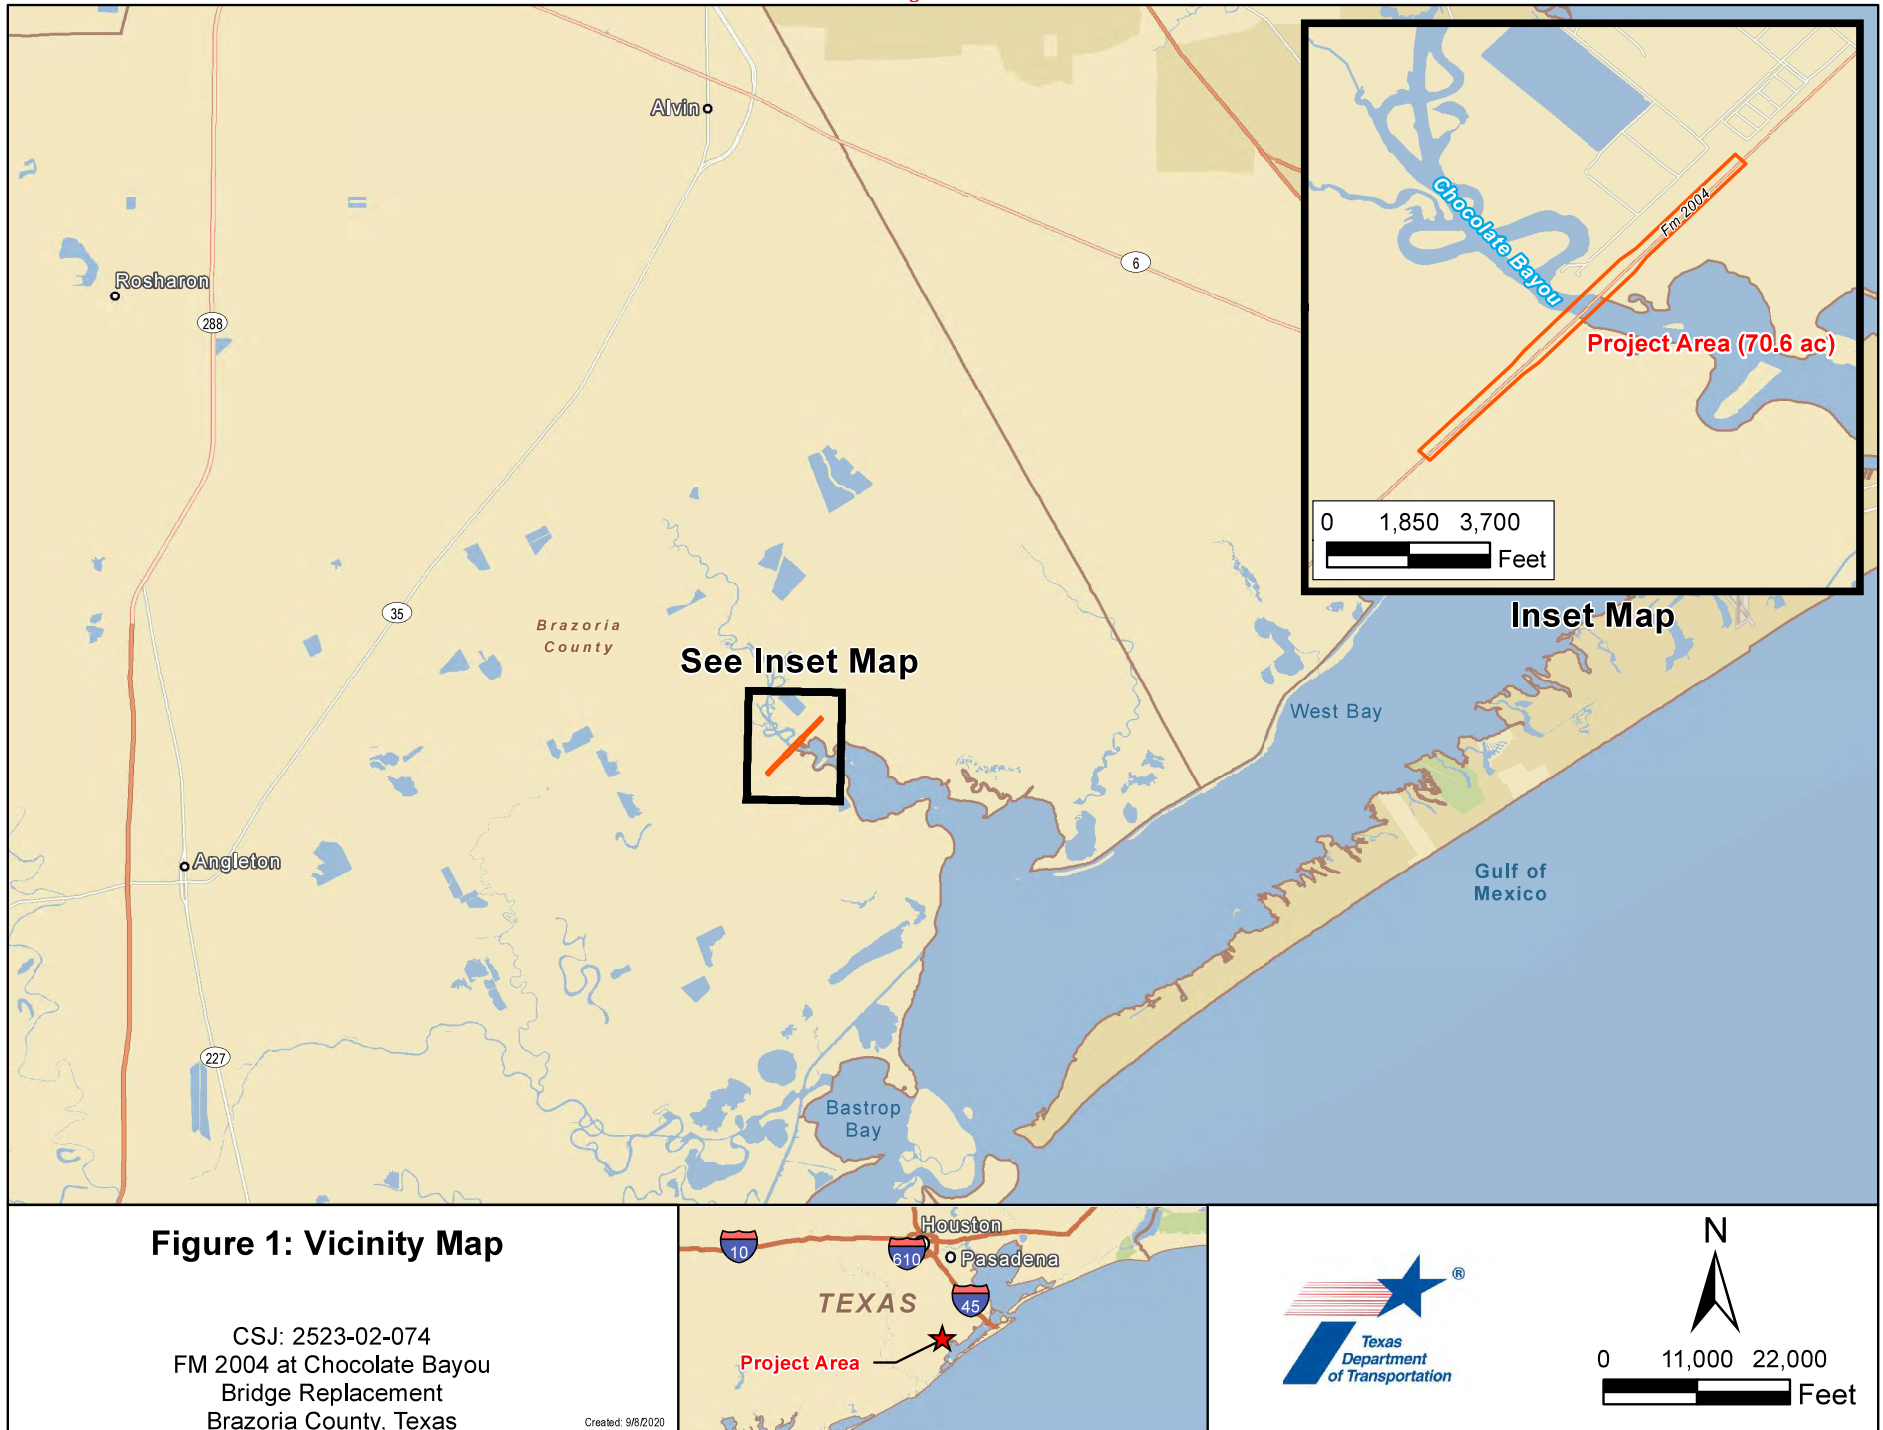 Alvin
6
Rosharon
288
35
Brazoria
County
See Inset Map
Angleton
227
West Bay
Gulf of
Mexico
Bastrop
Bay
Chocolate Bayou
Fm 2004
Project Area (70.6 ac)
0 1,850 3,700
Feet
Inset Map
Figure 1: Vicinity Map
CSJ: 2523-02-074
FM 2004 at Chocolate Bayou
Bridge Replacement
Brazoria County, Texas
Created: 9/8/2020
Houston
10
610
Pasadena
TEXAS
45
Project Area
®
Texas
Department
of Transportation
N
0 11,000 22,000
Feet